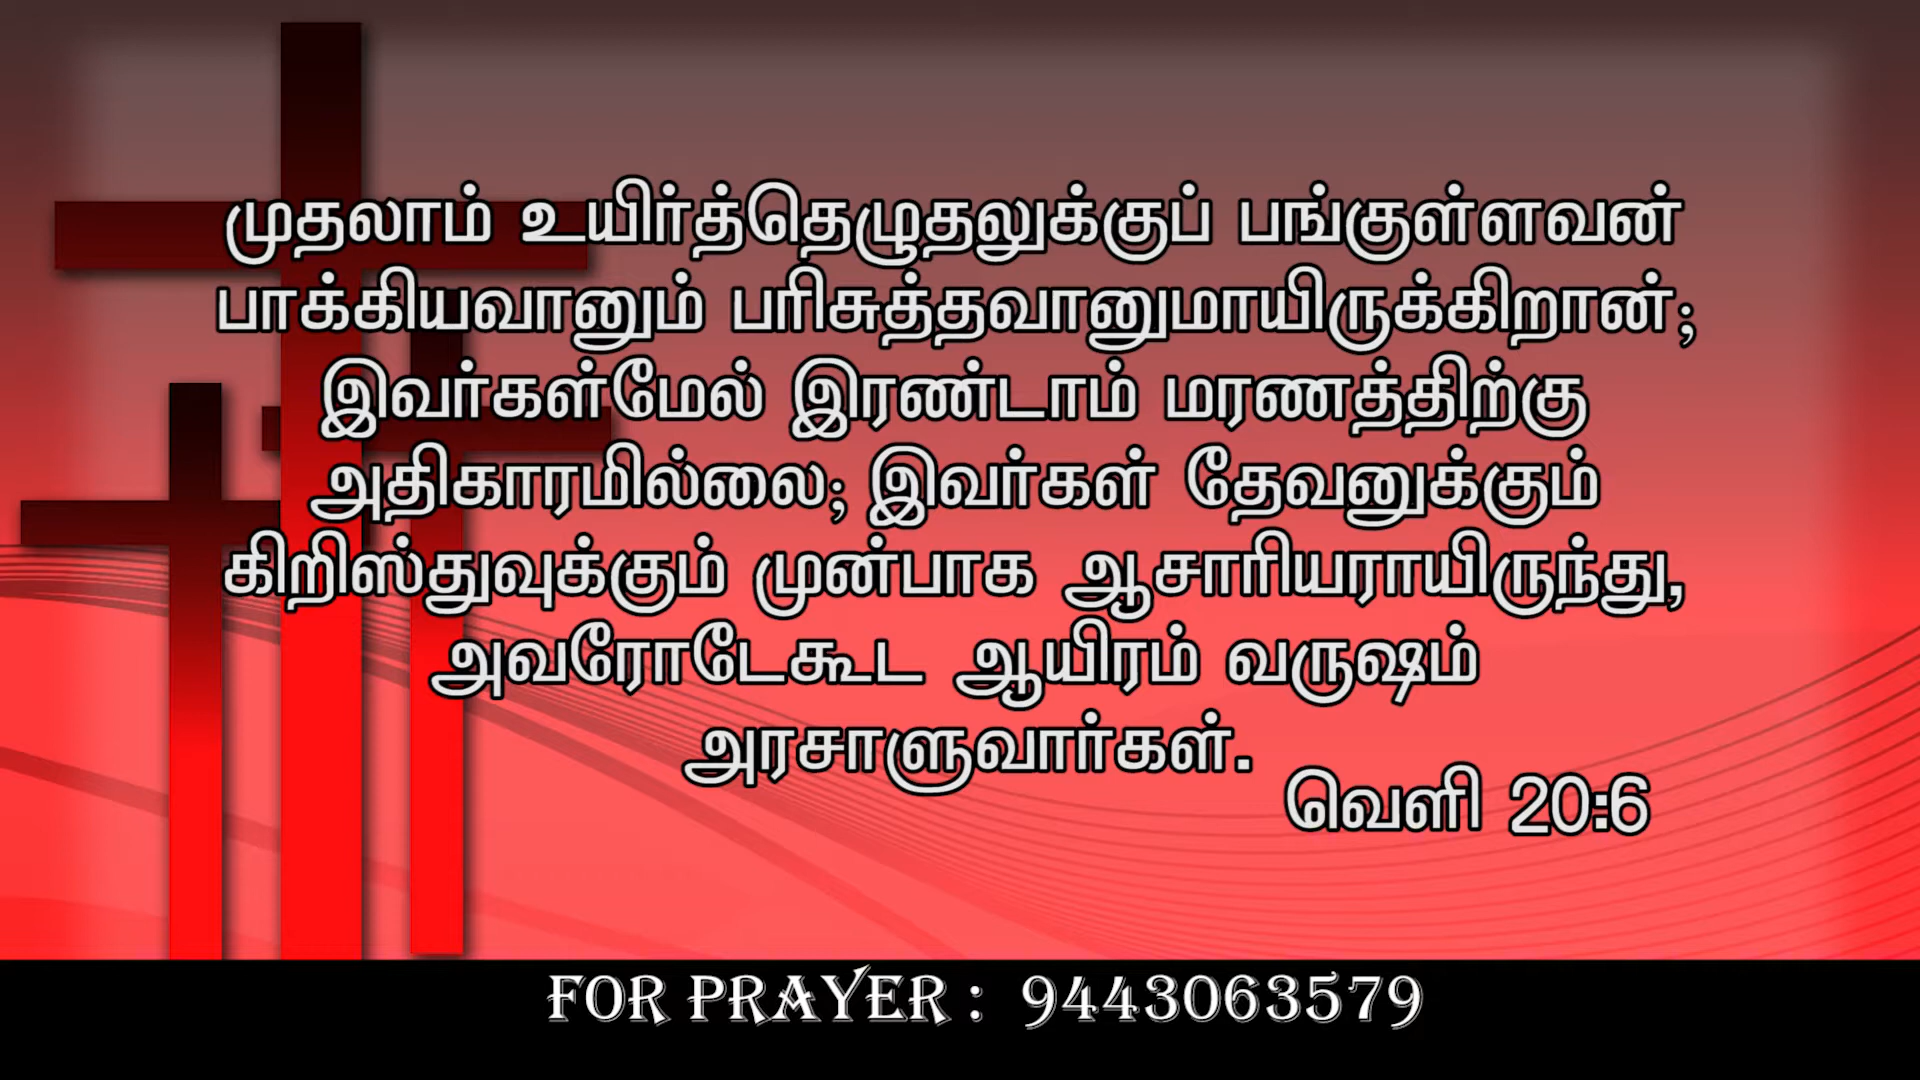 முதலாம் உயிர்த்தெழுதலுக்குப் பங்குள்ளவன்
பாக்கியவானும் பரிசுத்தவானுமாயிருக்கிறான்;
இவர்கள்மேல் இரண்டாம் மரணத்திற்கு
அதிகாரமில்லை; இவர்கள் தேவனுக்கும்
கிறிஸ்துவுக்கும் முன்பாக ஆசாரியராயிருந்து,
அவரோடேகூட ஆயிரம் வருஷம்
அரசாளுவார்கள்.
வெளி 20:6
FOR PRAYER : 9443063579